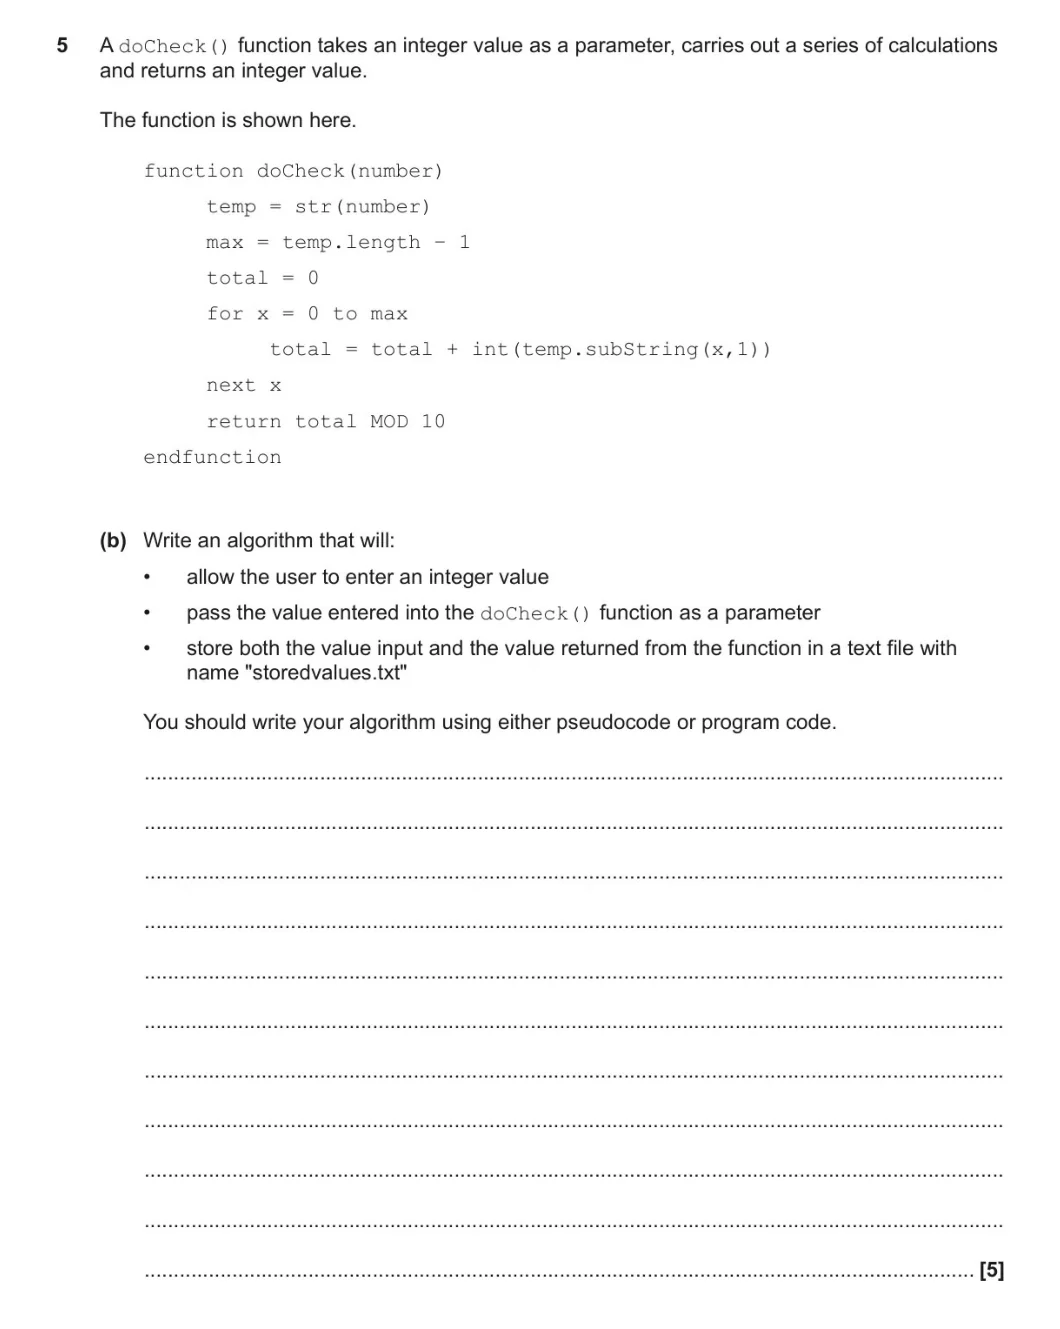 5 A doCheck() function takes an integer value as a parameter, carries out a series of calculations
and returns an integer value.
The function is shown here.
function doCheck(number)
temp = str(number)
max = temp.length - 1
total = 0
for x = 0 to max
total = total + int(temp.subString(x,1))
next x
return total MOD 10
endfunction
(b) Write an algorithm that will:
• allow the user to enter an integer value
• pass the value entered into the doCheck() function as a parameter
• store both the value input and the value returned from the function in a text file with
name "storedvalues.txt"
You should write your algorithm using either pseudocode or program code.
[5]